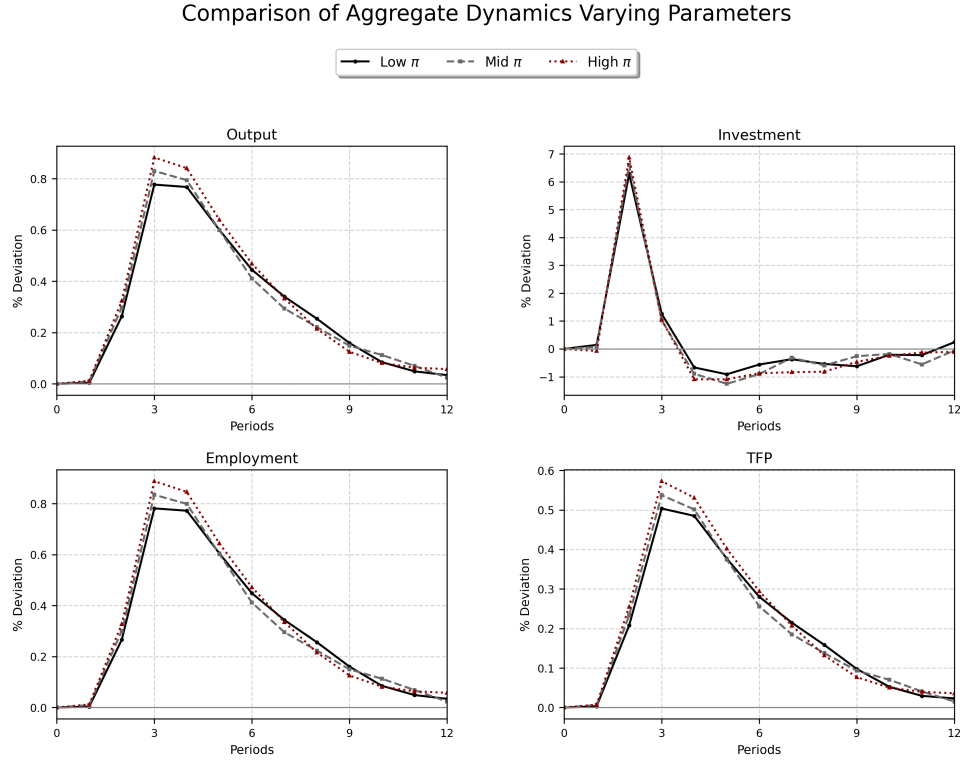 Comparison of Aggregate Dynamics Varying Parameters
Low π Mid π High π
Output
% Deviation
0.8
0.6
0.4
0.2
0.0
0 3 6 9 12
Periods
Investment
% Deviation
7
6
5
4
3
2
1
0
−1
0 3 6 9 12
Periods
Employment
% Deviation
0.8
0.6
0.4
0.2
0.0
0 3 6 9 12
Periods
TFP
% Deviation
0.6
0.5
0.4
0.3
0.2
0.1
0.0
0 3 6 9 12
Periods